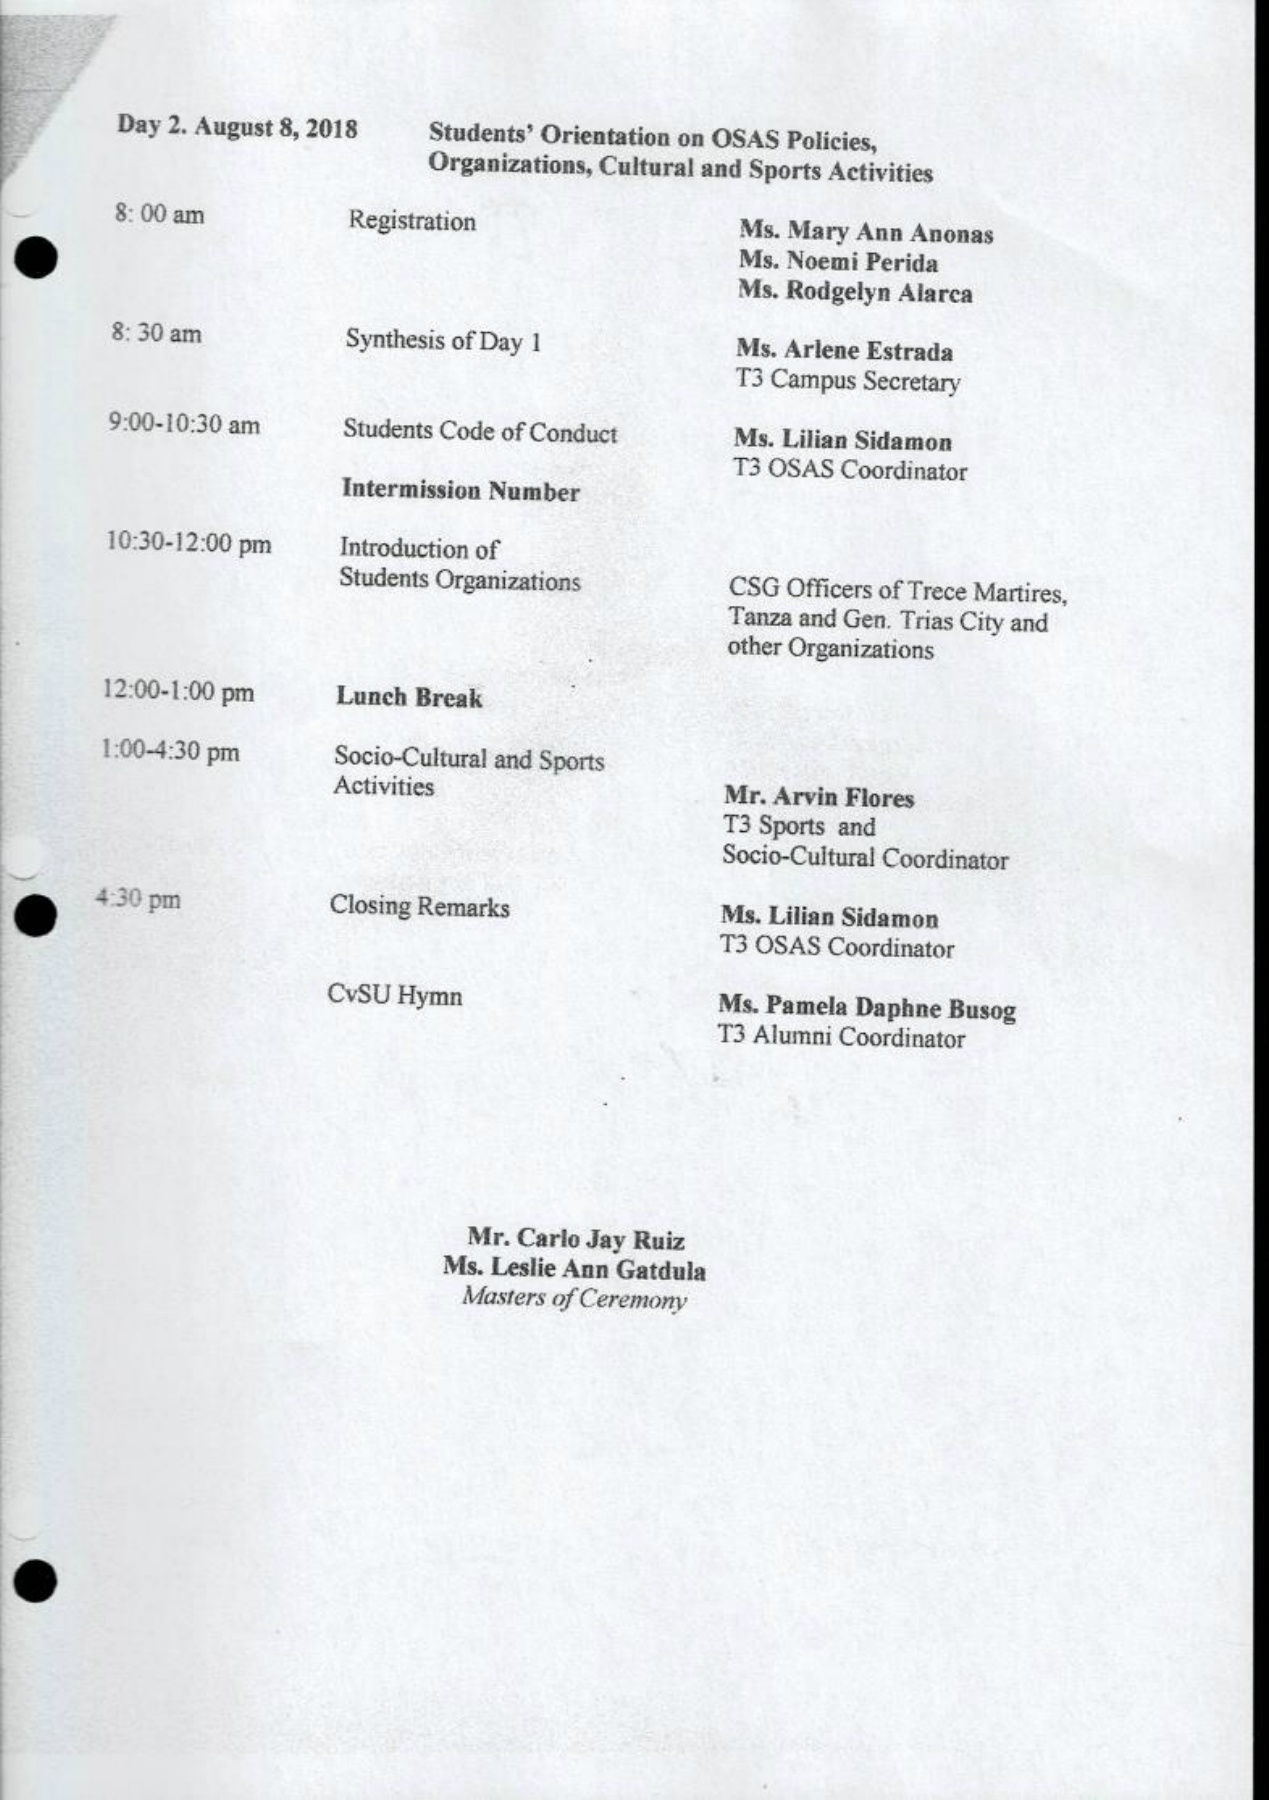 Day 2. August 8, 2018 Students' Orientation on OSAS Policies,
Organizations, Cultural and Sports Activities
8: 00 am Registration Ms. Mary Ann Anonas
Ms. Noemi Perida
Ms. Rodgelyn Alarca
8: 30 am Synthesis of Day 1 Ms. Arlene Estrada
T3 Campus Secretary
9:00-10:30 am Students Code of Conduct Ms. Lilian Sidamon
T3 OSAS Coordinator
Intermission Number
10:30-12:00 pm Introduction of
Students Organizations CSG Officers of Trece Martires,
Tanza and Gen. Trias City and
other Organizations
12:00-1:00 pm Lunch Break
1:00-4:30 pm Socio-Cultural and Sports
Activities Mr. Arvin Flores
T3 Sports and
Socio-Cultural Coordinator
4:30 pm Closing Remarks Ms. Lilian Sidamon
T3 OSAS Coordinator
CvSU Hymn Ms. Pamela Daphne Busog
T3 Alumni Coordinator
Mr. Carlo Jay Ruiz
Ms. Leslie Ann Gatdula
Masters of Ceremony